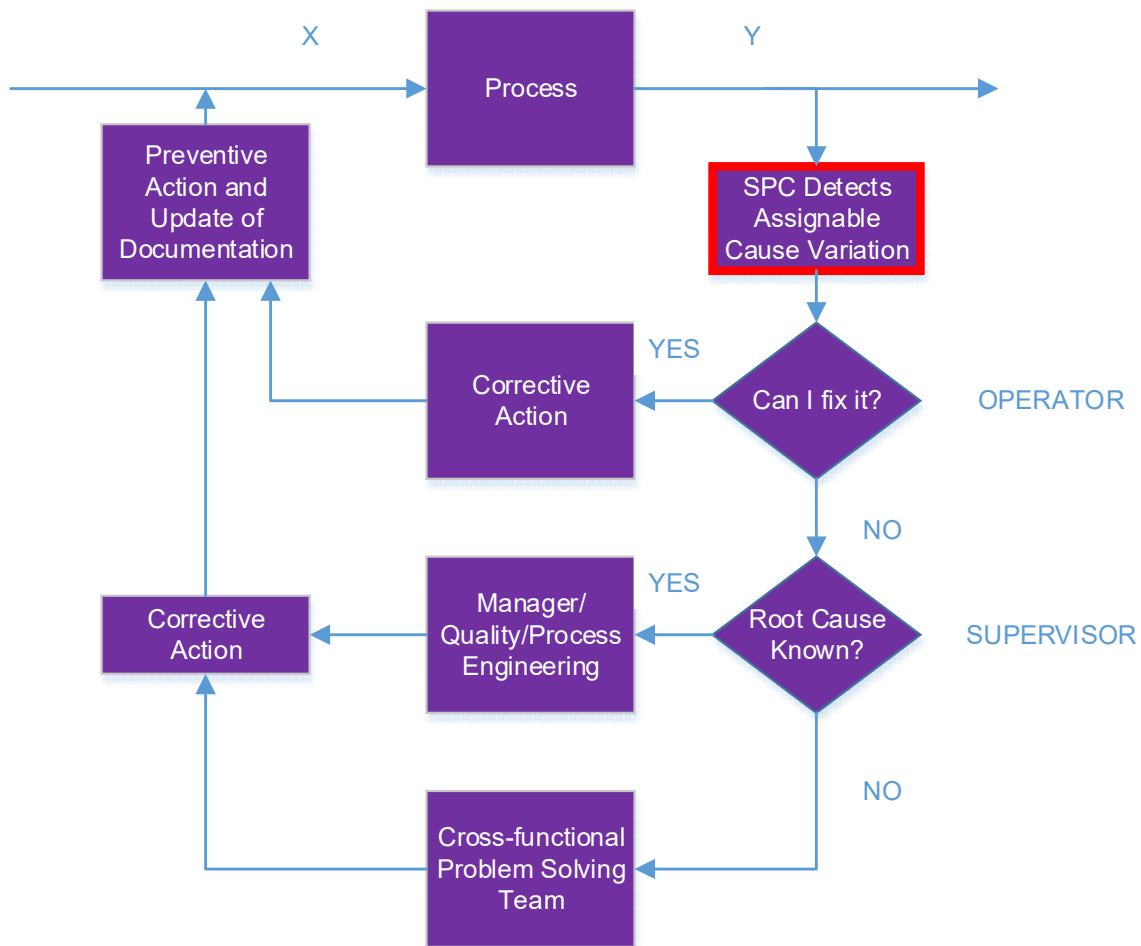 X
Y
Process
Preventive
Action and
Update of
Documentation
SPC Detects
Assignable
Cause Variation
YES
Corrective
Action
Can I fix it?
OPERATOR
NO
YES
Corrective
Action
Manager/
Quality/Process
Engineering
Root Cause
Known?
SUPERVISOR
NO
Cross-functional
Problem Solving
Team